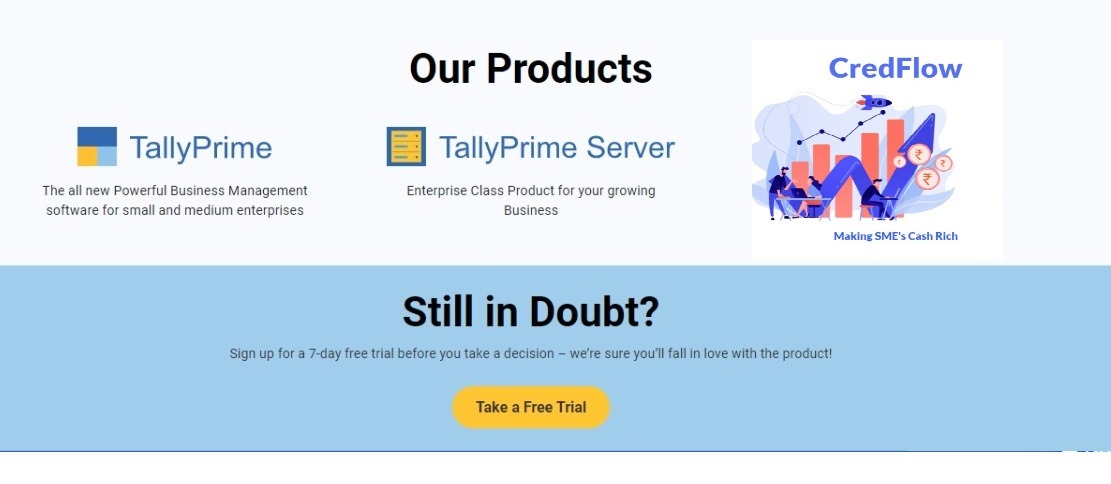 Our Products
TallyPrime
The all new Powerful Business Management
software for small and medium enterprises
TallyPrime Server
Enterprise Class Product for your growing
Business
CredFlow
₹
₹
₹
₹
Making SME's Cash Rich
Still in Doubt?
Sign up for a 7-day free trial before you take a decision – we're sure you'll fall in love with the product!
Take a Free Trial